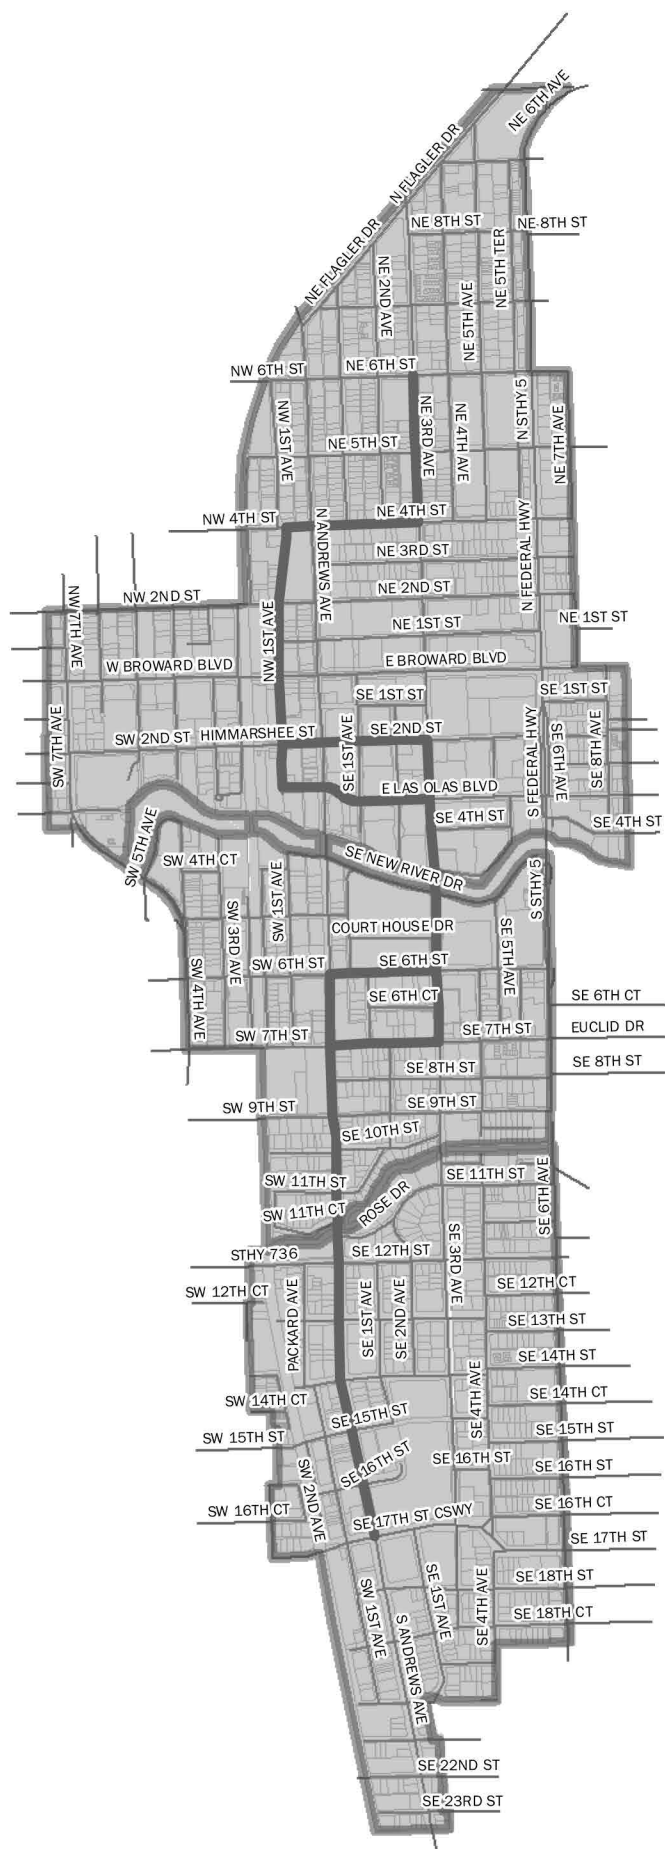 NE 6TH AVE
N FLAGLER DR
NE 8TH ST
NE 8TH ST
NE FLAGLER DR
NE 2ND AVE
NE 5TH AVE
NE 5TH TER
NW 6TH ST
NE 6TH ST
NW 1ST AVE
NE 5TH ST
NE 3RD AVE
NE 4TH AVE
N STHY 5
NE 7TH AVE
NW 4TH ST
N ANDREWS AVE
NE 4TH ST
NE 3RD ST
N FEDERAL HWY
NW 7TH AVE
NW 2ND ST
NE 2ND ST
NW 1ST AVE
NE 1ST ST
NE 1ST ST
W BROWARD BLVD
E BROWARD BLVD
SE 1ST ST
SE 1ST ST
SW 7TH AVE
SW 2ND ST
HIMMARSHEE ST
SE 1ST AVE
SE 2ND ST
S FEDERAL HWY
SE 6TH AVE
SE 8TH AVE
E LAS OLAS BLVD
SE 4TH ST
SE 4TH ST
SW 5TH AVE
SW 4TH CT
SE NEW RIVER DR
S STHY 5
SW 3RD AVE
SW 1ST AVE
COURT HOUSE DR
SE 5TH AVE
SW 4TH AVE
SW 6TH ST
SE 6TH ST
SE 6TH CT
SE 6TH CT
SW 7TH ST
SE 7TH ST
EUCLID DR
SE 8TH ST
SE 8TH ST
SW 9TH ST
SE 9TH ST
SE 10TH ST
SW 11TH ST
SE 11TH ST
SE 6TH AVE
SW 11TH CT
ROSE DR
STHY 736
SE 12TH ST
SE 3RD AVE
SW 12TH CT
PACKARD AVE
SE 1ST AVE
SE 2ND AVE
SE 12TH CT
SE 13TH ST
SE 14TH ST
SW 14TH CT
SE 4TH AVE
SE 14TH CT
SW 15TH ST
SE 15TH ST
SE 15TH ST
SW 2ND AVE
SE 16TH ST
SE 16TH ST
SE 16TH ST
SW 16TH CT
SE 17TH ST CSWY
SE 16TH CT
SE 17TH ST
SW 1ST AVE
SE 1ST AVE
SE 4TH AVE
SE 18TH ST
SE 18TH CT
S ANDREWS AVE
SE 22ND ST
SE 23RD ST